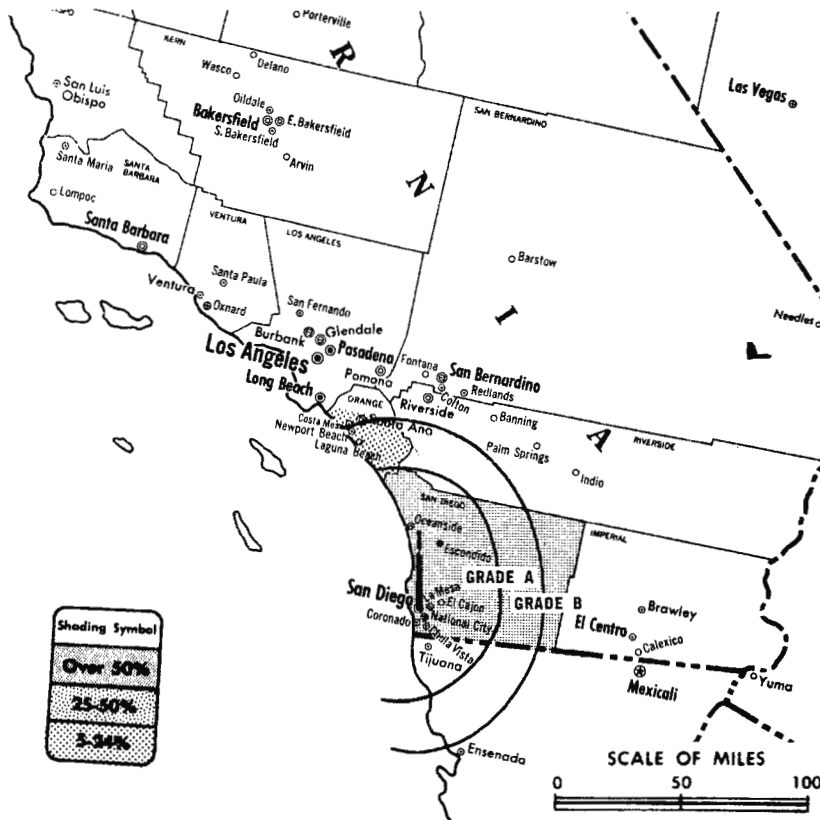 Porterville
R
KERN
Delano
Wasco
San Luis
Obispo
Las Vegas
Oildale
Bakersfield
E. Bakersfield
S. Bakersfield
SAN BERNARDINO
Arvin
Santa Maria
SANTA
BARBARA
N
Lompoc
Santa Barbara
VENTURA
LOS ANGELES
Barstow
Santa Paula
Ventura
Oxnard
San Fernando
I
Needles
Burbank
Glendale
Los Angeles
Pasadena
L
Pomona
Fontana
San Bernardino
Long Beach
Colton
Redlands
ORANGE
Riverside
Banning
Costa Mesa
Santa Ana
Newport Beach
Laguna Beach
A
RIVERSIDE
Palm Springs
Indio
SAN DIEGO
Oceanside
IMPERIAL
Escondido
GRADE A
GRADE B
La Mesa
San Diego
El Cajon
National City
Coronado
Chula Vista
Tijuana
Brawley
El Centro
Calexico
Mexicali
Yuma
Ensenada
Shading Symbol
Over 50%
25-50%
5-24%
SCALE OF MILES
0 50 100